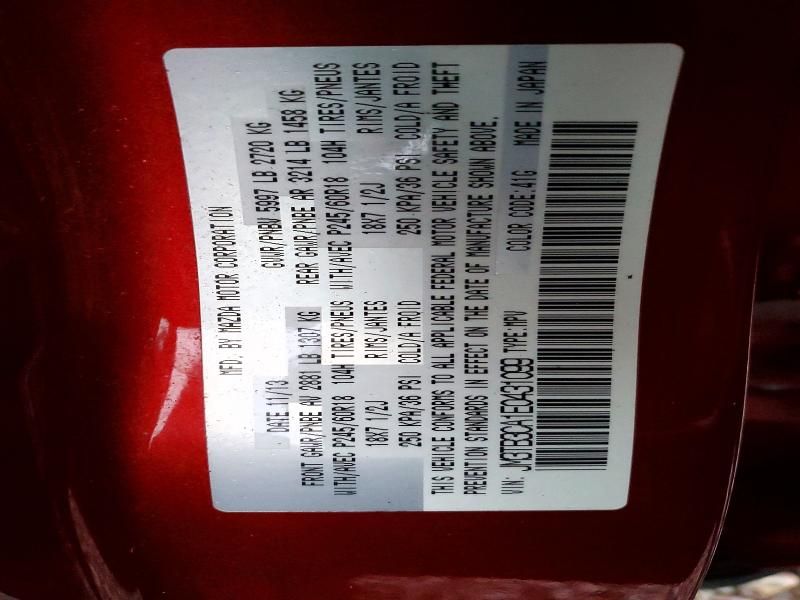 MFD. BY MAZDA MOTOR CORPORATION
DATE 11/13 GVWR/PNBV 5997 LB 2720 KG
FRONT GAWR/PNBE AV 2881 LB 1307 KG REAR GAWR/PNBE AR 3214 LB 1458 KG
WITH/AVEC P245/60R18 104H TIRES/PNEUS WITH/AVEC P245/60R18 104H TIRES/PNEUS
18X7 1/2J RIMS/JANTES 18X7 1/2J RIMS/JANTES
250 KPA/36 PSI COLD/A FROID 250 KPA/36 PSI COLD/A FROID
THIS VEHICLE CONFORMS TO ALL APPLICABLE FEDERAL MOTOR VEHICLE SAFETY AND THEFT
PREVENTION STANDARDS IN EFFECT ON THE DATE OF MANUFACTURE SHOWN ABOVE.
VIN: JM3TB3CA1E0431099 TYPE:MPV COLOR CODE:41G MADE IN JAPAN